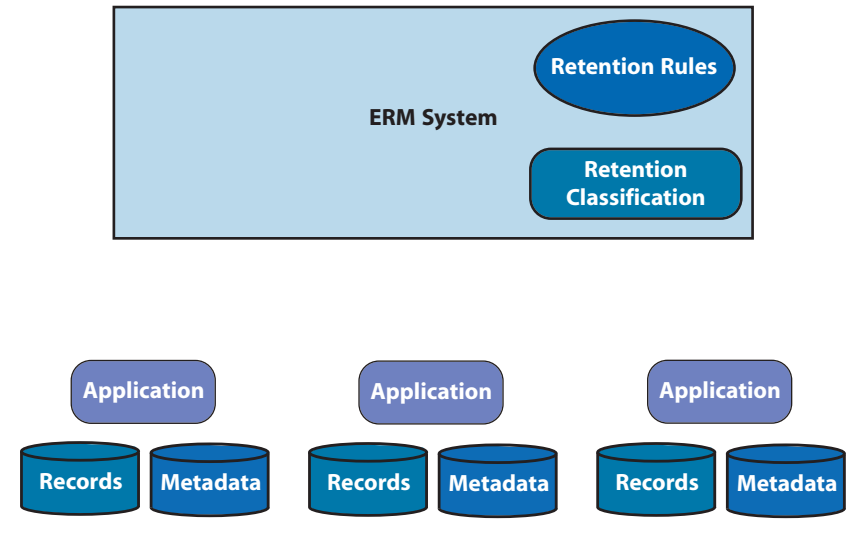 Retention Rules
ERM System
Retention
Classification
Application
Application
Application
Records
Metadata
Records
Metadata
Records
Metadata